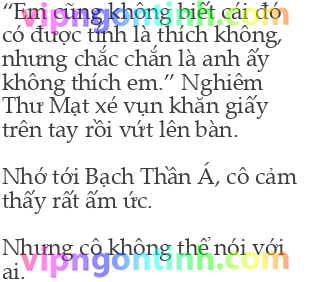 “Em cũng không biết cái đó
có được tính là thích không,
nhưng chắc chắn là anh ấy
không thích em.” Nghiêm
Thư Mạt xé vụn khăn giấy
trên tay rồi vứt lên bàn.
Nhớ tới Bạch Thần Á, cô cảm
thấy rất ấm ức.
Nhưng cô không thể nói với
ai.
vipngontinh.com
vipngontinh.com